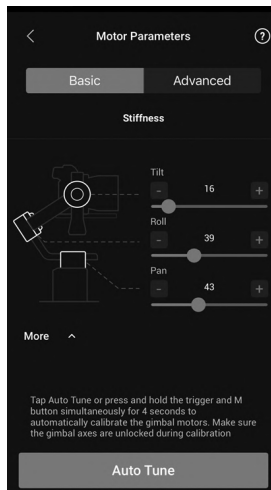 Motor Parameters
?
Basic
Advanced
Stiffness
Tilt
- 16 +
Roll
- 39 +
Pan
- 43 +
More
Tap Auto Tune or press and hold the trigger and M
button simultaneously for 4 seconds to
automatically calibrate the gimbal motors. Make sure
the gimbal axes are unlocked during calibration
Auto Tune